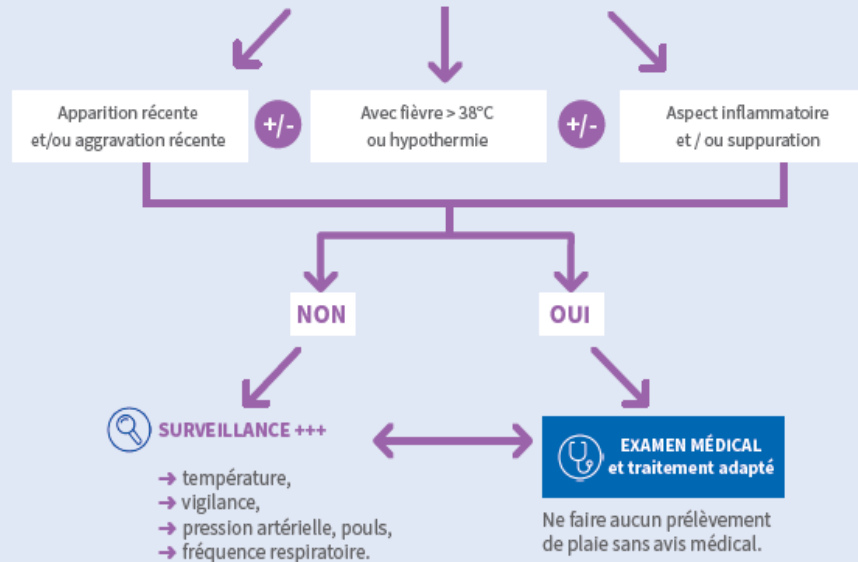 Apparition récente
et/ou aggravation récente
+/-
Avec fièvre > 38°C
ou hypothermie
+/-
Aspect inflammatoire
et / ou suppuration
NON
OUI
SURVEILLANCE +++
→ température,
→ vigilance,
→ pression artérielle, pouls,
→ fréquence respiratoire.
EXAMEN MÉDICAL
et traitement adapté
Ne faire aucun prélèvement
de plaie sans avis médical.